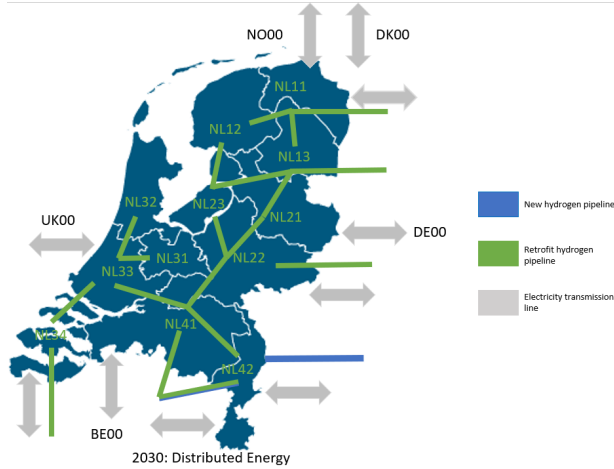 NO00
DK00
NL11
NL12
NL13
NL32
NL23
NL21
UK00
NL31
NL22
NL33
DE00
NL34
NL41
NL42
BE00
2030: Distributed Energy
New hydrogen pipeline
Retrofit hydrogen
pipeline
Electricity transmission
line